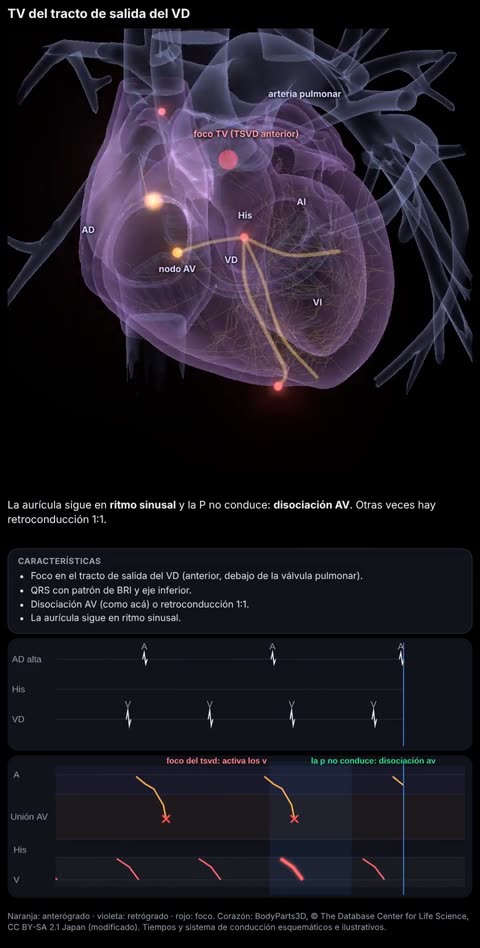 TV del tracto de salida del VD
arteria pulmonar
foco TV (TSVD anterior)
AI
His
AD
VD
nodo AV
VI
La aurícula sigue en ritmo sinusal y la P no conduce: disociación AV. Otras veces hay
retroconducción 1:1.
CARACTERÍSTICAS
• Foco en el tracto de salida del VD (anterior, debajo de la válvula pulmonar).
• QRS con patrón de BRI y eje inferior.
• Disociación AV (como acá) o retroconducción 1:1.
• La aurícula sigue en ritmo sinusal.
A A A
AD alta
His
V V V V
VD
foco del tsvd: activa los v la p no conduce: disociación av
A
Unión AV
His
V
Naranja: anterógrado · violeta: retrógrado · rojo: foco. Corazón: BodyParts3D, © The Database Center for Life Science,
CC BY-SA 2.1 Japan (modificado). Tiempos y sistema de conducción esquemáticos e ilustrativos.